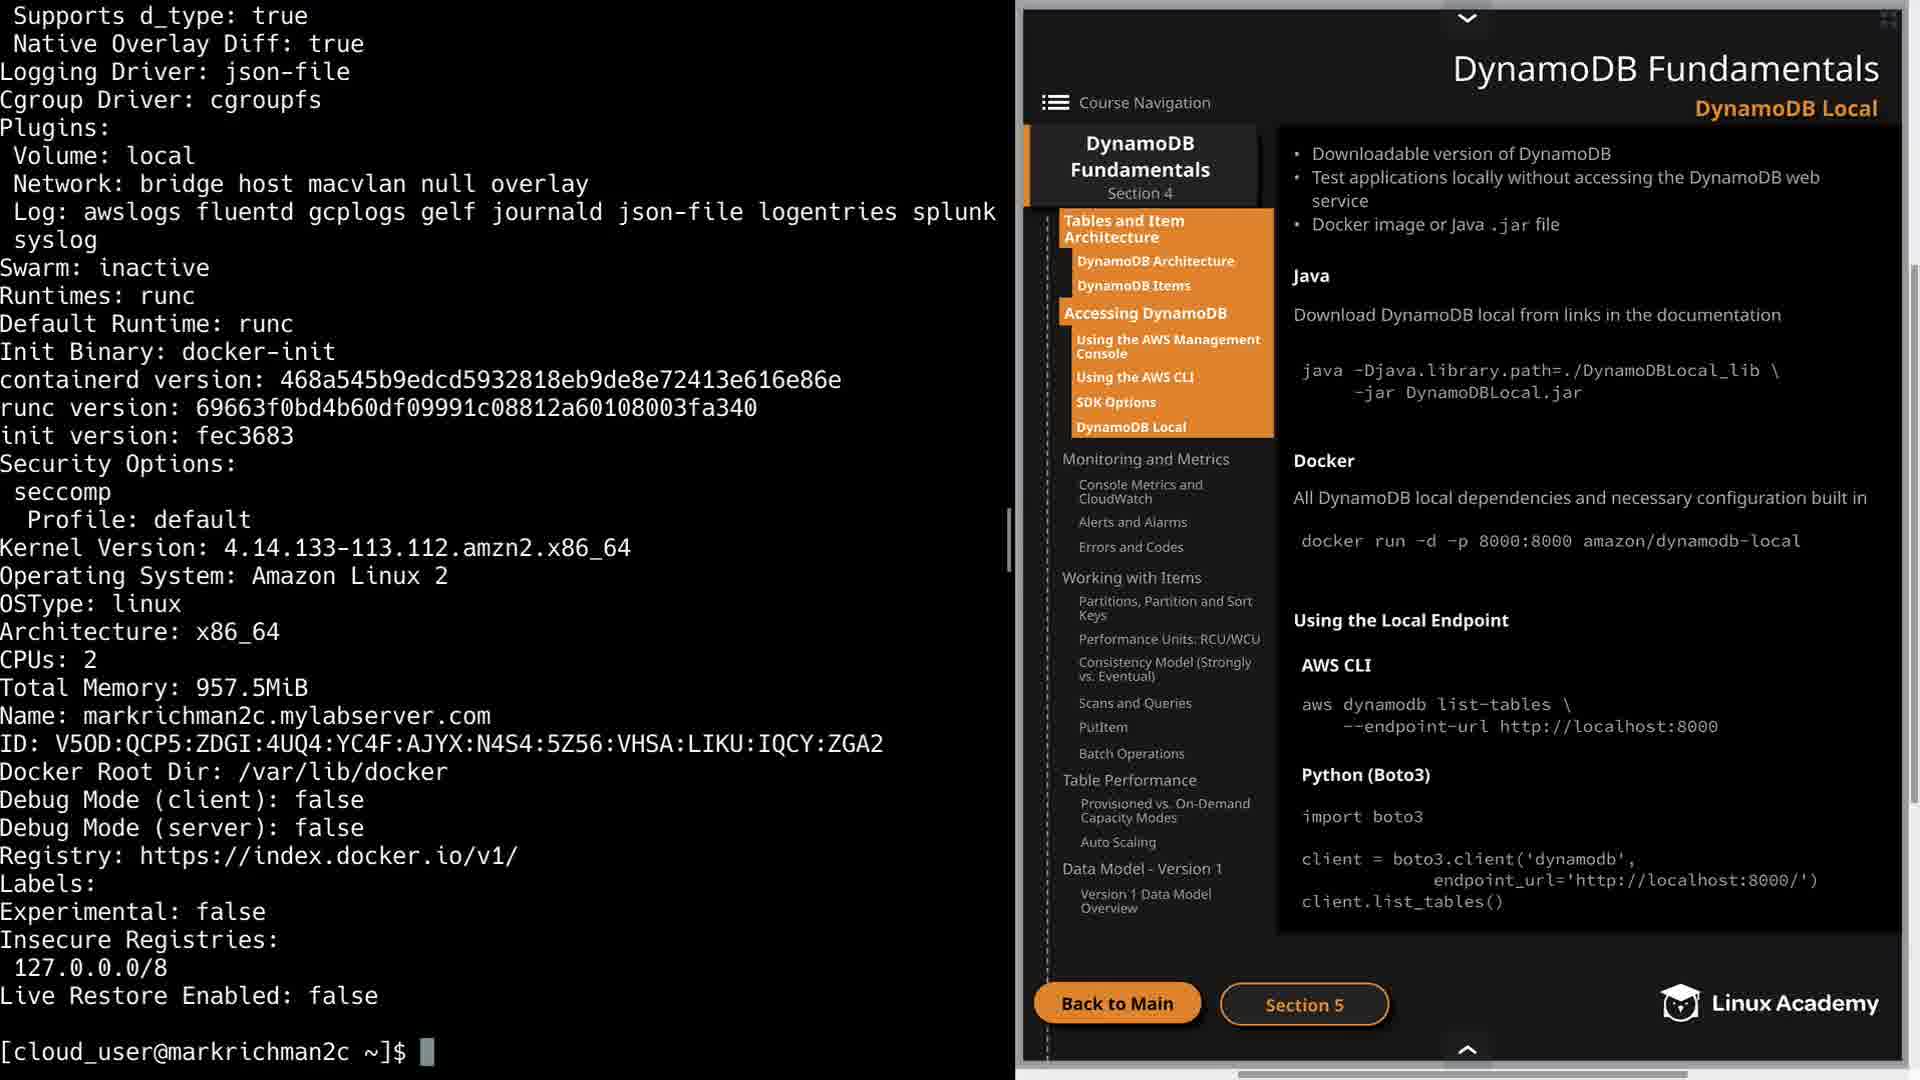 Supports d_type: true
Native Overlay Diff: true
Logging Driver: json-file
Cgroup Driver: cgroupfs
Plugins:
Volume: local
Network: bridge host macvlan null overlay
Log: awslogs fluentd gcplogs gelf journald json-file logentries splunk
syslog
Swarm: inactive
Runtimes: runc
Default Runtime: runc
Init Binary: docker-init
containerd version: 468a545b9edcd5932818eb9de8e72413e616e86e
runc version: 69663f0bd4b60df09991c08812a60108003fa340
init version: fec3683
Security Options:
seccomp
Profile: default
Kernel Version: 4.14.133-113.112.amzn2.x86_64
Operating System: Amazon Linux 2
OSType: linux
Architecture: x86_64
CPUs: 2
Total Memory: 957.5MiB
Name: markrichman2c.mylabserver.com
ID: V5OD:QCP5:ZDGI:4UQ4:YC4F:AJYX:N4S4:5Z56:VHSA:LIKU:IQCY:ZGA2
Docker Root Dir: /var/lib/docker
Debug Mode (client): false
Debug Mode (server): false
Registry: https://index.docker.io/v1/
Labels:
Experimental: false
Insecure Registries:
127.0.0.0/8
Live Restore Enabled: false
[cloud_user@markrichman2c ~]$
DynamoDB Fundamentals
DynamoDB Local
Course Navigation
DynamoDB
Fundamentals
Section 4
Tables and Item
Architecture
DynamoDB Architecture
DynamoDB Items
Accessing DynamoDB
Using the AWS Management
Console
Using the AWS CLI
SDK Options
DynamoDB Local
Monitoring and Metrics
Console Metrics and
CloudWatch
Alerts and Alarms
Errors and Codes
Working with Items
Partitions, Partition and Sort
Keys
Performance Units: RCU/WCU
Consistency Model (Strongly
vs. Eventual)
Scans and Queries
PutItem
Batch Operations
Table Performance
Provisioned vs. On-Demand
Capacity Modes
Auto Scaling
Data Model - Version 1
Version 1 Data Model
Overview
• Downloadable version of DynamoDB
• Test applications locally without accessing the DynamoDB web
service
• Docker image or Java .jar file
Java
Download DynamoDB local from links in the documentation
java -Djava.library.path=./DynamoDBLocal_lib \
-jar DynamoDBLocal.jar
Docker
All DynamoDB local dependencies and necessary configuration built in
docker run -d -p 8000:8000 amazon/dynamodb-local
Using the Local Endpoint
AWS CLI
aws dynamodb list-tables \
--endpoint-url http://localhost:8000
Python (Boto3)
import boto3
client = boto3.client('dynamodb',
endpoint_url='http://localhost:8000/')
client.list_tables()
Back to Main
Section 5
Linux Academy